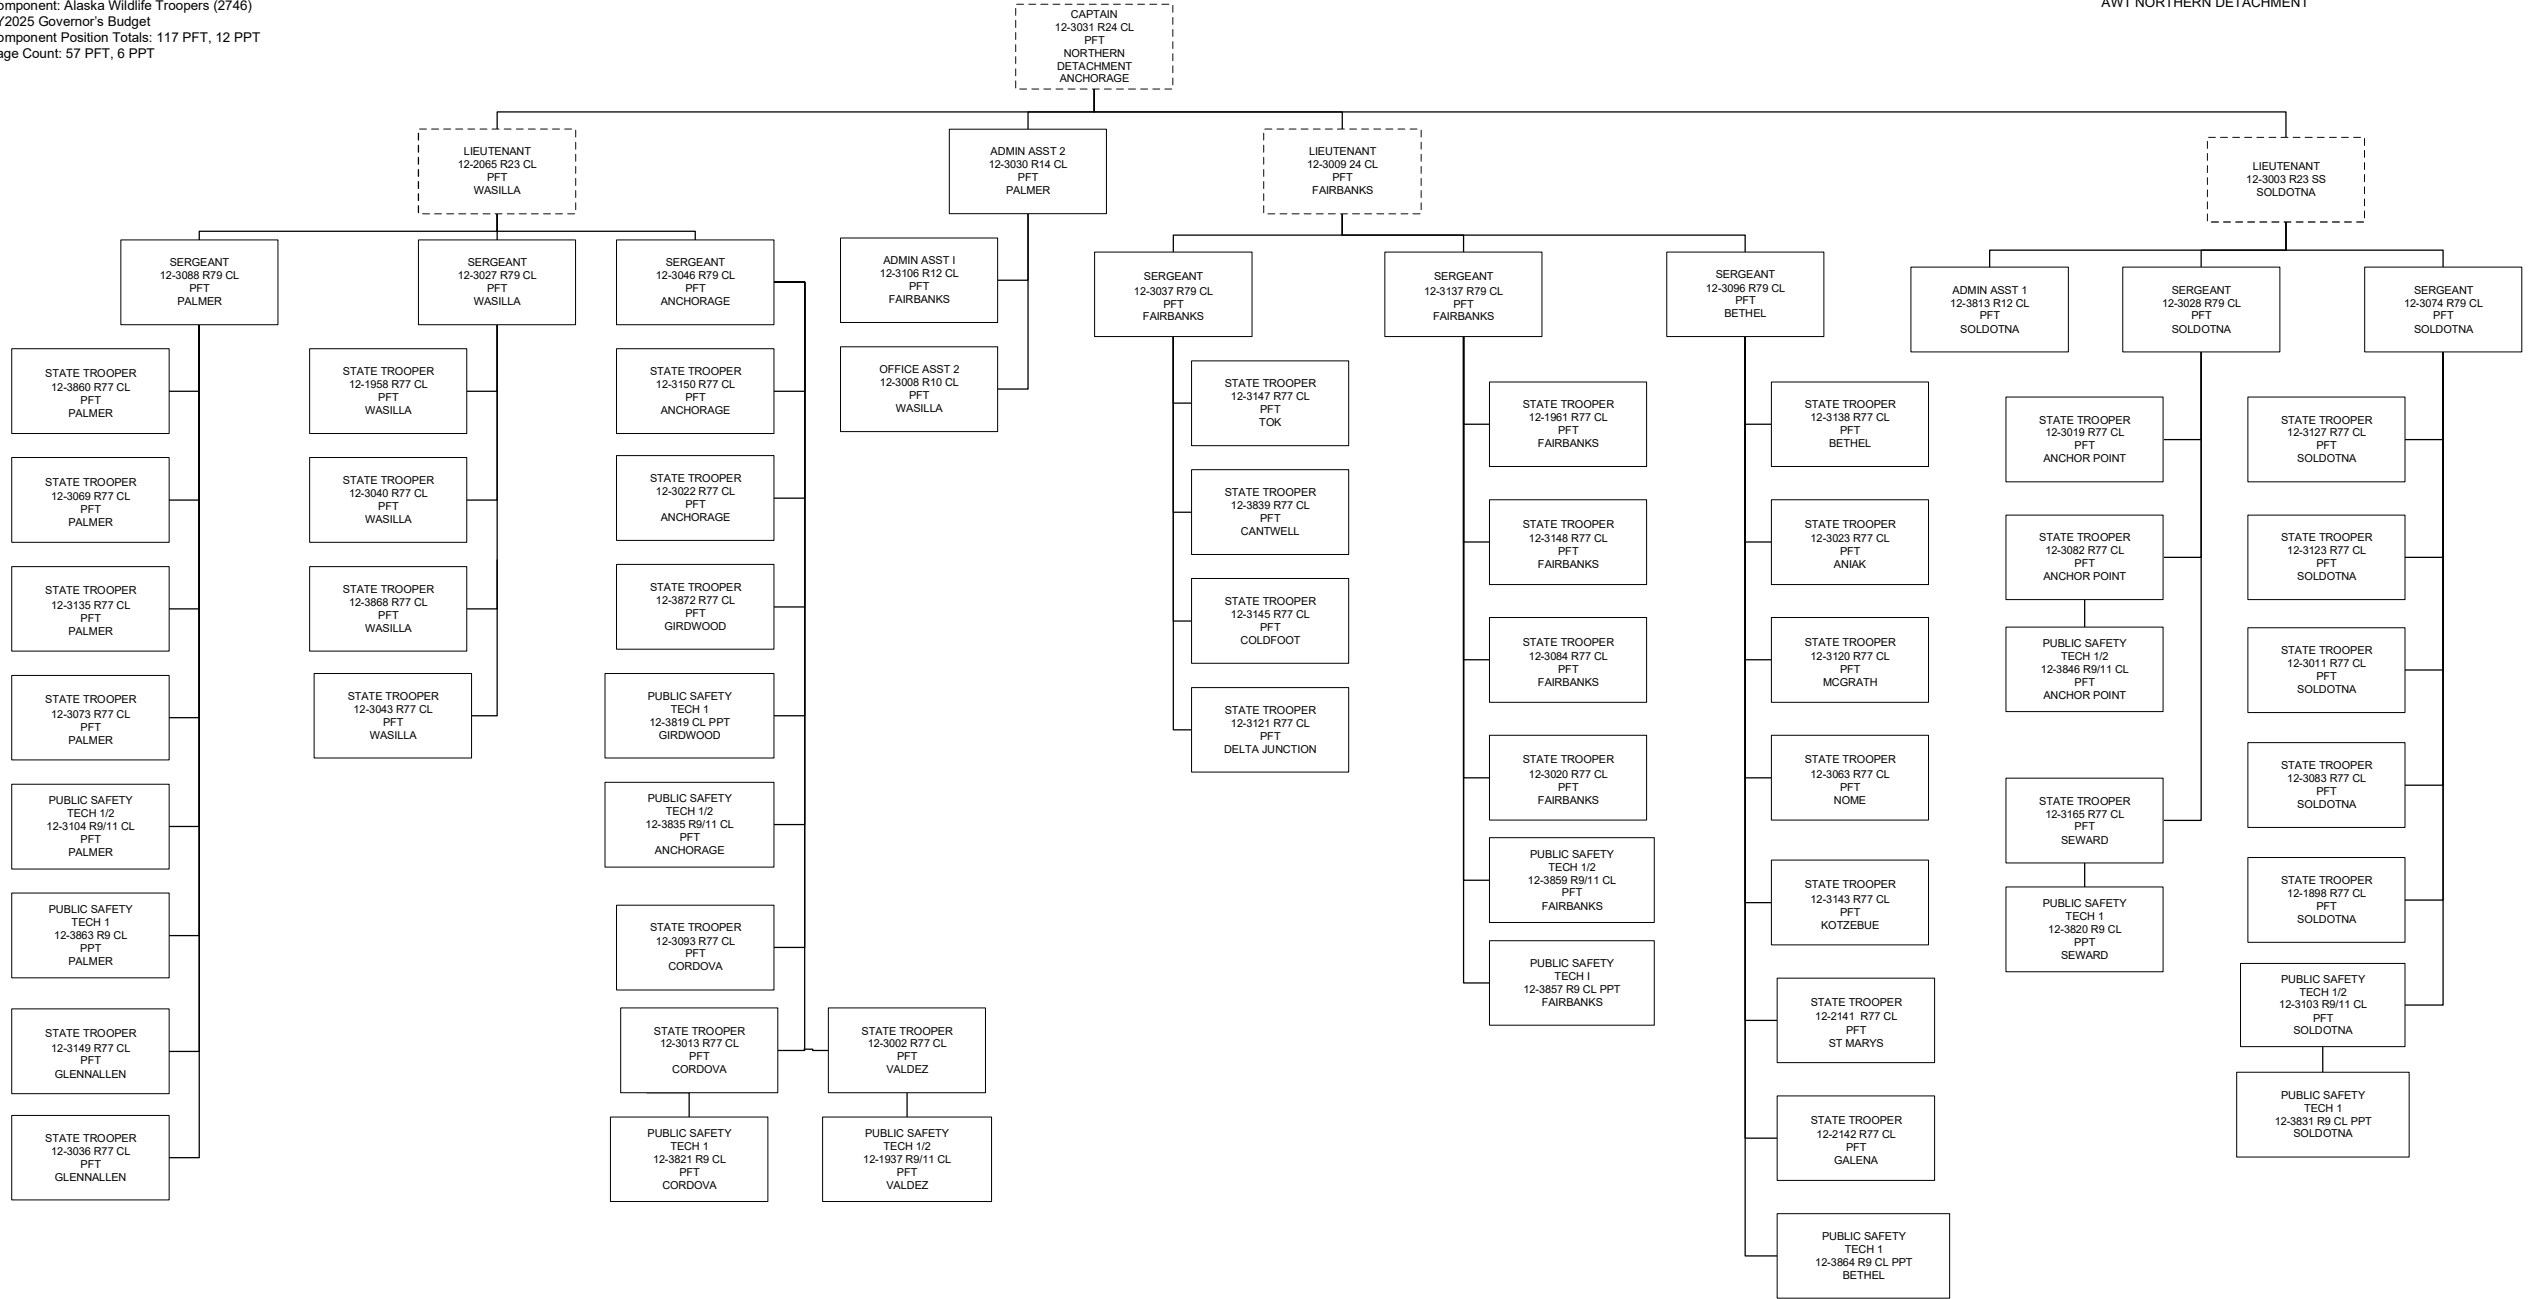 omponent: Alaska Wildlife Troopers (2746)
Y2025 Governor's Budget
omponent Position Totals: 117 PFT, 12 PPT
age Count: 57 PFT, 6 PPT
AWT NORTHERN DETACHMENT
CAPTAIN
12-3031 R24 CL
PFT
NORTHERN
DETACHMENT
ANCHORAGE
LIEUTENANT
12-2065 R23 CL
PFT
WASILLA
ADMIN ASST 2
12-3030 R14 CL
PFT
PALMER
LIEUTENANT
12-3009 24 CL
PFT
FAIRBANKS
LIEUTENANT
12-3003 R23 SS
SOLDOTNA
SERGEANT
12-3088 R79 CL
PFT
PALMER
STATE TROOPER
12-3860 R77 CL
PFT
PALMER
STATE TROOPER
12-3069 R77 CL
PFT
PALMER
STATE TROOPER
12-3135 R77 CL
PFT
PALMER
STATE TROOPER
12-3073 R77 CL
PFT
PALMER
PUBLIC SAFETY
TECH 1/2
12-3104 R9/11 CL
PFT
PALMER
PUBLIC SAFETY
TECH 1
12-3863 R9 CL
PPT
PALMER
STATE TROOPER
12-3149 R77 CL
PFT
GLENNALLEN
STATE TROOPER
12-3036 R77 CL
PFT
GLENNALLEN
SERGEANT
12-3027 R79 CL
PFT
WASILLA
STATE TROOPER
12-1958 R77 CL
PFT
WASILLA
STATE TROOPER
12-3040 R77 CL
PFT
WASILLA
STATE TROOPER
12-3868 R77 CL
PFT
WASILLA
STATE TROOPER
12-3043 R77 CL
PFT
WASILLA
SERGEANT
12-3046 R79 CL
PFT
ANCHORAGE
STATE TROOPER
12-3150 R77 CL
PFT
ANCHORAGE
STATE TROOPER
12-3022 R77 CL
PFT
ANCHORAGE
STATE TROOPER
12-3872 R77 CL
PFT
GIRDWOOD
PUBLIC SAFETY
TECH 1
12-3819 CL PPT
GIRDWOOD
PUBLIC SAFETY
TECH 1/2
12-3835 R9/11 CL
PFT
ANCHORAGE
STATE TROOPER
12-3093 R77 CL
PFT
CORDOVA
STATE TROOPER
12-3013 R77 CL
PFT
CORDOVA
PUBLIC SAFETY
TECH 1
12-3821 R9 CL
PFT
CORDOVA
STATE TROOPER
12-3002 R77 CL
PFT
VALDEZ
PUBLIC SAFETY
TECH 1/2
12-1937 R9/11 CL
PFT
VALDEZ
ADMIN ASST I
12-3106 R12 CL
PFT
FAIRBANKS
OFFICE ASST 2
12-3008 R10 CL
PFT
WASILLA
SERGEANT
12-3037 R79 CL
PFT
FAIRBANKS
STATE TROOPER
12-3147 R77 CL
PFT
TOK
STATE TROOPER
12-3839 R77 CL
PFT
CANTWELL
STATE TROOPER
12-3145 R77 CL
PFT
COLDFOOT
STATE TROOPER
12-3121 R77 CL
PFT
DELTA JUNCTION
SERGEANT
12-3137 R79 CL
PFT
FAIRBANKS
STATE TROOPER
12-1961 R77 CL
PFT
FAIRBANKS
STATE TROOPER
12-3148 R77 CL
PFT
FAIRBANKS
STATE TROOPER
12-3084 R77 CL
PFT
FAIRBANKS
STATE TROOPER
12-3020 R77 CL
PFT
FAIRBANKS
PUBLIC SAFETY
TECH 1/2
12-3859 R9/11 CL
PFT
FAIRBANKS
PUBLIC SAFETY
TECH I
12-3857 R9 CL PPT
FAIRBANKS
SERGEANT
12-3096 R79 CL
PFT
BETHEL
STATE TROOPER
12-3138 R77 CL
PFT
BETHEL
STATE TROOPER
12-3023 R77 CL
PFT
ANIAK
STATE TROOPER
12-3120 R77 CL
PFT
MCGRATH
STATE TROOPER
12-3063 R77 CL
PFT
NOME
STATE TROOPER
12-3143 R77 CL
PFT
KOTZEBUE
STATE TROOPER
12-2141 R77 CL
PFT
ST MARYS
STATE TROOPER
12-2142 R77 CL
PFT
GALENA
PUBLIC SAFETY
TECH 1
12-3864 R9 CL PPT
BETHEL
ADMIN ASST 1
12-3813 R12 CL
PFT
SOLDOTNA
SERGEANT
12-3028 R79 CL
PFT
SOLDOTNA
STATE TROOPER
12-3019 R77 CL
PFT
ANCHOR POINT
STATE TROOPER
12-3082 R77 CL
PFT
ANCHOR POINT
PUBLIC SAFETY
TECH 1/2
12-3846 R9/11 CL
PFT
ANCHOR POINT
STATE TROOPER
12-3165 R77 CL
PFT
SEWARD
PUBLIC SAFETY
TECH 1
12-3820 R9 CL
PPT
SEWARD
SERGEANT
12-3074 R79 CL
PFT
SOLDOTNA
STATE TROOPER
12-3127 R77 CL
PFT
SOLDOTNA
STATE TROOPER
12-3123 R77 CL
PFT
SOLDOTNA
STATE TROOPER
12-3011 R77 CL
PFT
SOLDOTNA
STATE TROOPER
12-3083 R77 CL
PFT
SOLDOTNA
STATE TROOPER
12-1898 R77 CL
PFT
SOLDOTNA
PUBLIC SAFETY
TECH 1/2
12-3103 R9/11 CL
PFT
SOLDOTNA
PUBLIC SAFETY
TECH 1
12-3831 R9 CL PPT
SOLDOTNA